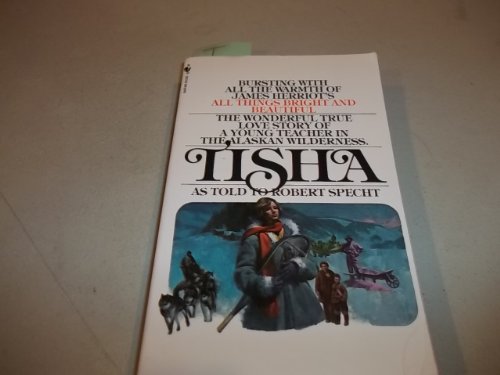 BURSTING WITH
ALL THE WARMTH OF
JAMES HERRIOT'S
ALL THINGS BRIGHT AND
BEAUTIFUL
THE WONDERFUL TRUE
LOVE STORY OF
A YOUNG TEACHER IN
THE ALASKAN WILDERNESS.
TISHA
AS TOLD TO ROBERT SPECHT